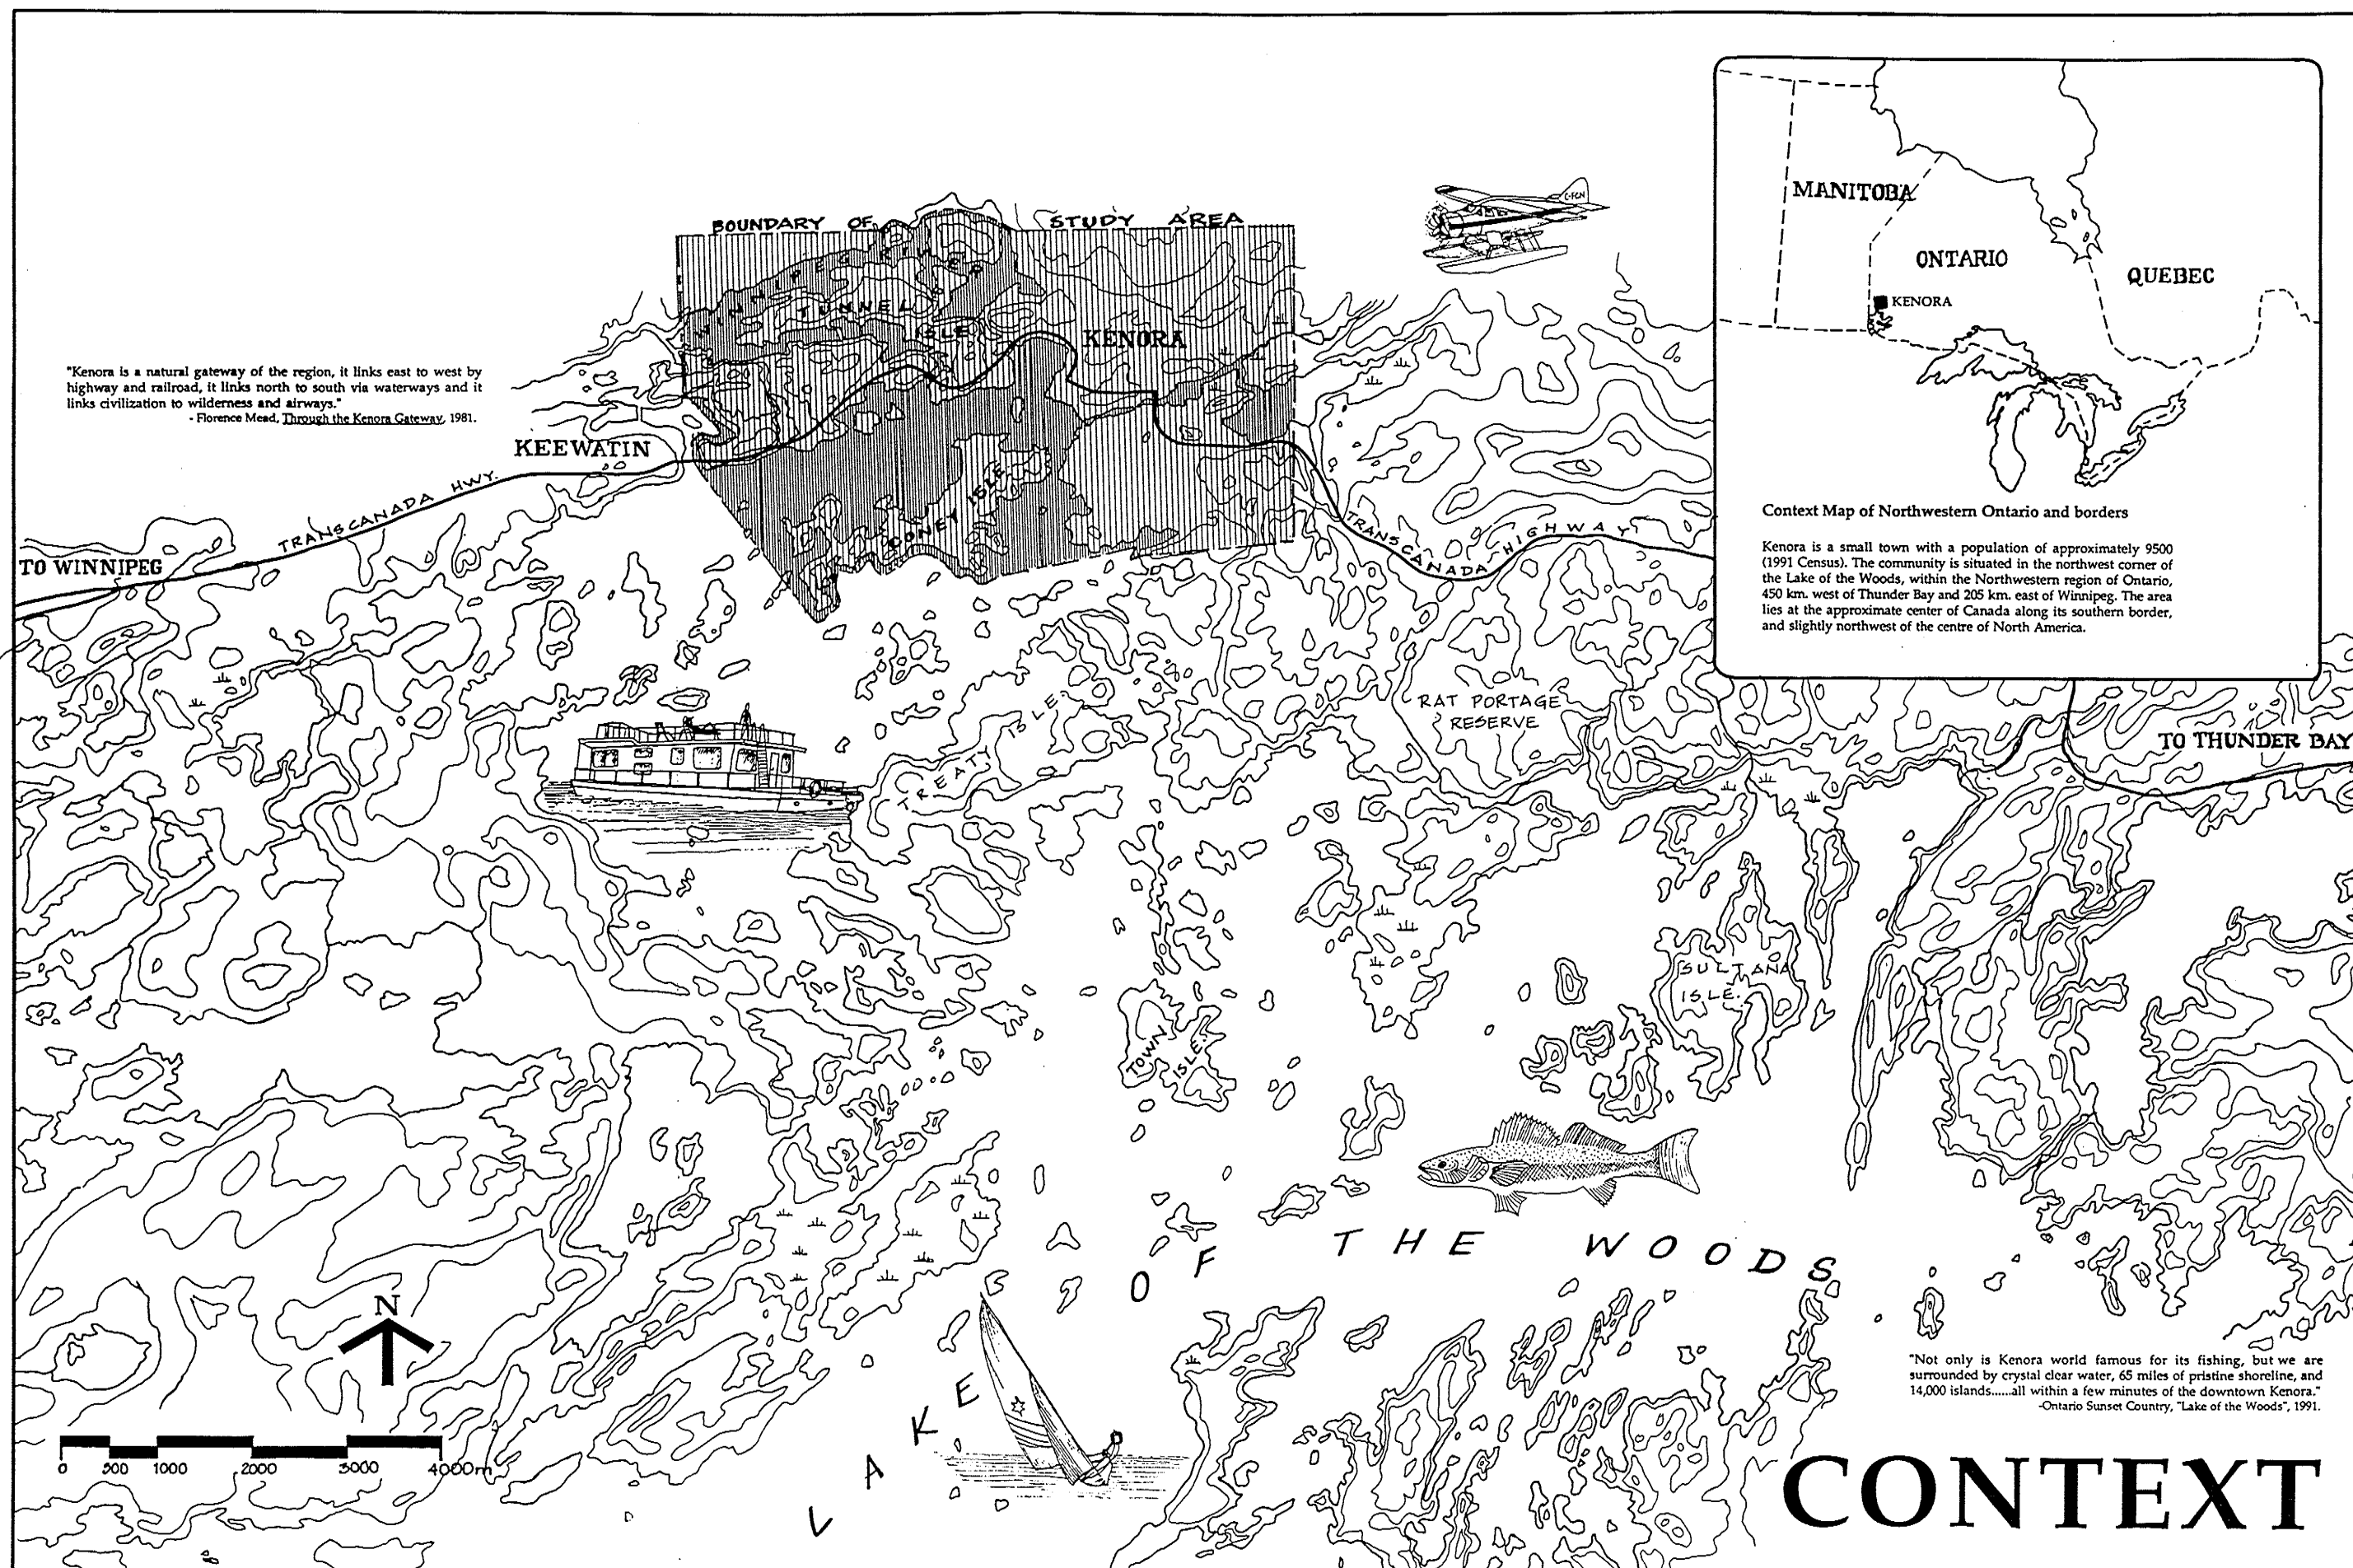 BOUNDARY OF STUDY AREA
C-FGN
WINNIPEG RIVER
TUNNEL
ISLE
KENORA
"Kenora is a natural gateway of the region, it links east to west by
highway and railroad, it links north to south via waterways and it
links civilization to wilderness and airways."
- Florence Mead, Through the Kenora Gateway, 1981.
KEEWATIN
TRANSCANADA HWY.
TO WINNIPEG
CONEY ISLE
TRANSCANADA HIGHWAY
MANITOBA
ONTARIO
QUEBEC
KENORA
Context Map of Northwestern Ontario and borders
Kenora is a small town with a population of approximately 9500
(1991 Census). The community is situated in the northwest corner of
the Lake of the Woods, within the Northwestern region of Ontario,
450 km. west of Thunder Bay and 205 km. east of Winnipeg. The area
lies at the approximate center of Canada along its southern border,
and slightly northwest of the centre of North America.
TREATY ISLE
RAT PORTAGE
RESERVE
TO THUNDER BAY
SULTANA
ISLE.
TOWN
ISLE.
LAKE OF THE WOODS
N
0 500 1000 2000 3000 4000m
"Not only is Kenora world famous for its fishing, but we are
surrounded by crystal clear water, 65 miles of pristine shoreline, and
14,000 islands......all within a few minutes of the downtown Kenora."
-Ontario Sunset Country, "Lake of the Woods", 1991.
CONTEXT